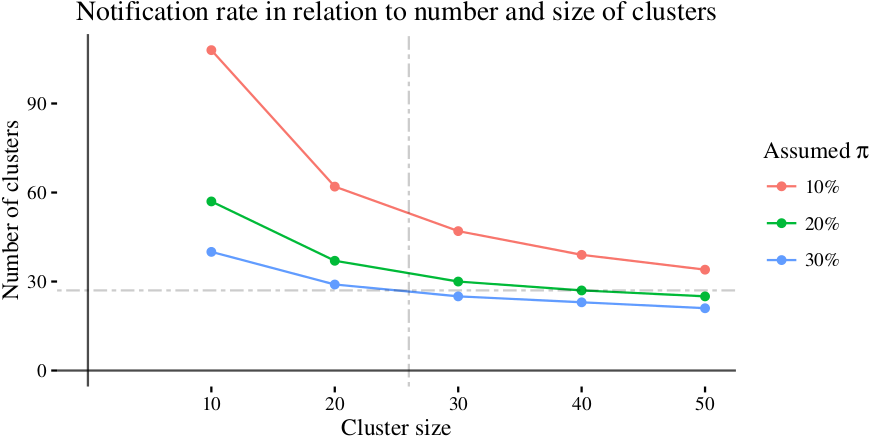 Notification rate in relation to number and size of clusters
Number of clusters
90
60
30
0
10 20 30 40 50
Cluster size
Assumed π
10%
20%
30%